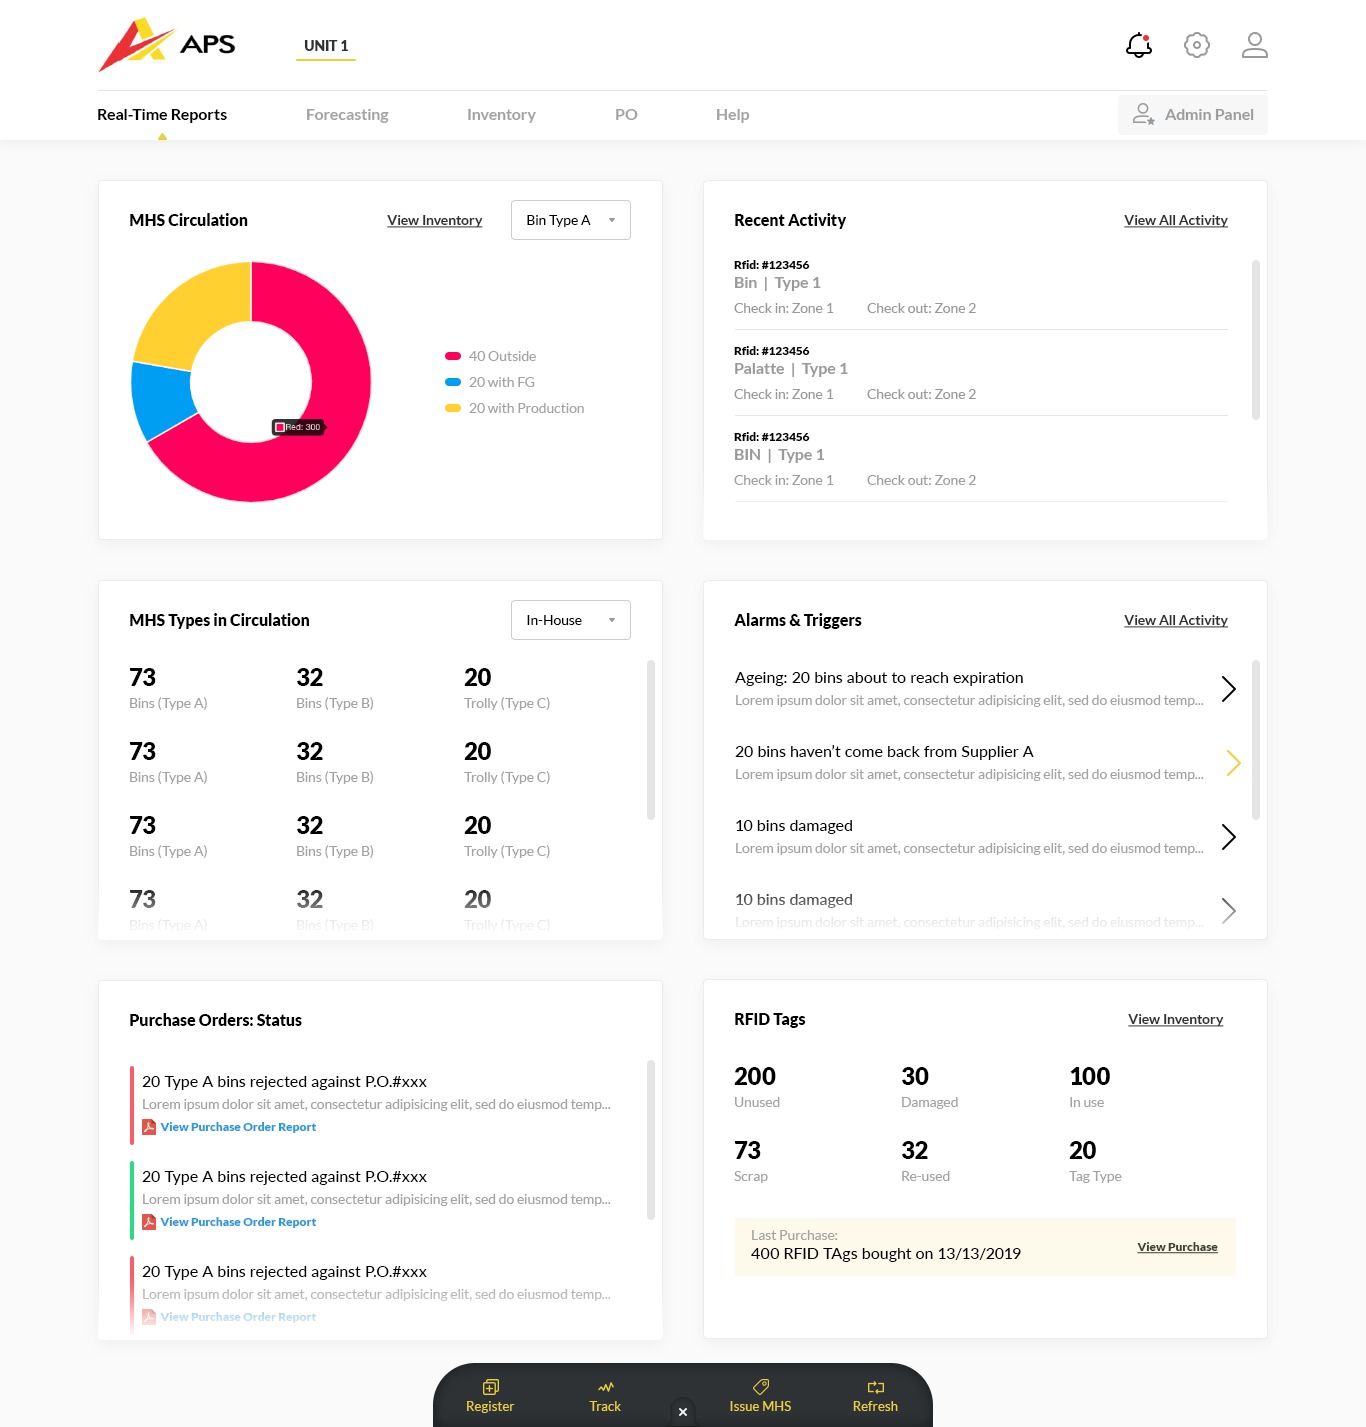 APS
UNIT 1
Real-Time Reports
Forecasting
Inventory
PO
Help
Admin Panel
MHS Circulation
View Inventory
Bin Type A
40 Outside
20 with FG
20 with Production
Red: 300
Recent Activity
View All Activity
Rfid: #123456
Bin | Type 1
Check in: Zone 1 Check out: Zone 2
Rfid: #123456
Palatte | Type 1
Check in: Zone 1 Check out: Zone 2
Rfid: #123456
BIN | Type 1
Check in: Zone 1 Check out: Zone 2
MHS Types in Circulation
In-House
73 32 20
Bins (Type A) Bins (Type B) Trolly (Type C)
73 32 20
Bins (Type A) Bins (Type B) Trolly (Type C)
73 32 20
Bins (Type A) Bins (Type B) Trolly (Type C)
73 32 20
Bins (Type A) Bins (Type B) Trolly (Type C)
Alarms & Triggers
View All Activity
Ageing: 20 bins about to reach expiration
Lorem ipsum dolor sit amet, consectetur adipisicing elit, sed do eiusmod temp...
20 bins haven't come back from Supplier A
Lorem ipsum dolor sit amet, consectetur adipisicing elit, sed do eiusmod temp...
10 bins damaged
Lorem ipsum dolor sit amet, consectetur adipisicing elit, sed do eiusmod temp...
10 bins damaged
Lorem ipsum dolor sit amet, consectetur adipisicing elit, sed do eiusmod temp...
Purchase Orders: Status
20 Type A bins rejected against P.O.#xxx
Lorem ipsum dolor sit amet, consectetur adipisicing elit, sed do eiusmod temp...
View Purchase Order Report
20 Type A bins rejected against P.O.#xxx
Lorem ipsum dolor sit amet, consectetur adipisicing elit, sed do eiusmod temp...
View Purchase Order Report
20 Type A bins rejected against P.O.#xxx
Lorem ipsum dolor sit amet, consectetur adipisicing elit, sed do eiusmod temp...
View Purchase Order Report
RFID Tags
View Inventory
200 30 100
Unused Damaged In use
73 32 20
Scrap Re-used Tag Type
Last Purchase:
400 RFID TAgs bought on 13/13/2019
View Purchase
Register
Track
Issue MHS
Refresh